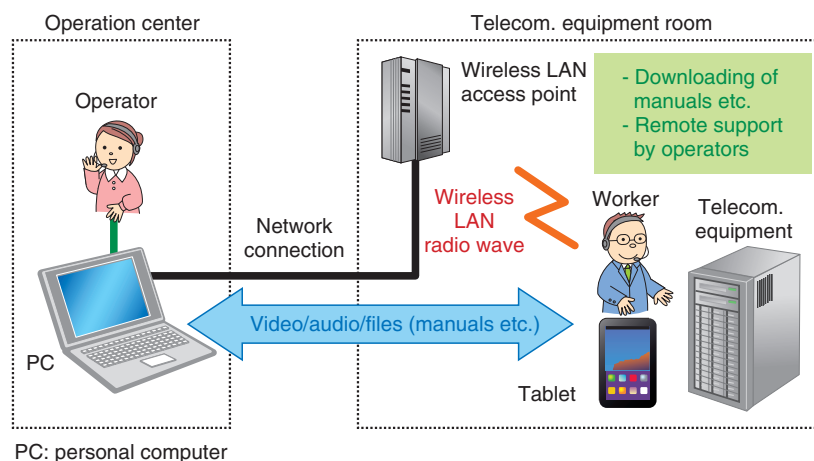 Operation center
Telecom. equipment room
Operator
Wireless LAN
access point
- Downloading of
manuals etc.
- Remote support
by operators
Network
connection
Wireless
LAN
radio wave
Worker
Telecom.
equipment
Video/audio/files (manuals etc.)
PC
Tablet
PC: personal computer